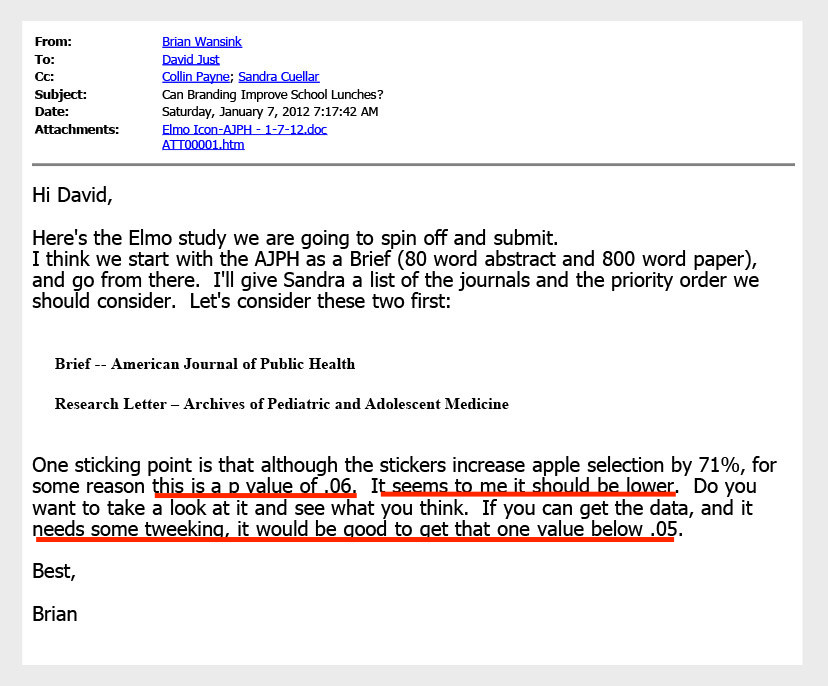 From: Brian Wansink
To: David Just
Cc: Collin Payne; Sandra Cuellar
Subject: Can Branding Improve School Lunches?
Date: Saturday, January 7, 2012 7:17:42 AM
Attachments: Elmo Icon-AJPH - 1-7-12.doc
ATT00001.htm
Hi David,
Here's the Elmo study we are going to spin off and submit.
I think we start with the AJPH as a Brief (80 word abstract and 800 word paper),
and go from there.  I'll give Sandra a list of the journals and the priority order we
should consider.  Let's consider these two first:
Brief -- American Journal of Public Health
Research Letter – Archives of Pediatric and Adolescent Medicine
One sticking point is that although the stickers increase apple selection by 71%, for
some reason this is a p value of .06.  It seems to me it should be lower.  Do you
want to take a look at it and see what you think.  If you can get the data, and it
needs some tweeking, it would be good to get that one value below .05.
Best,
Brian